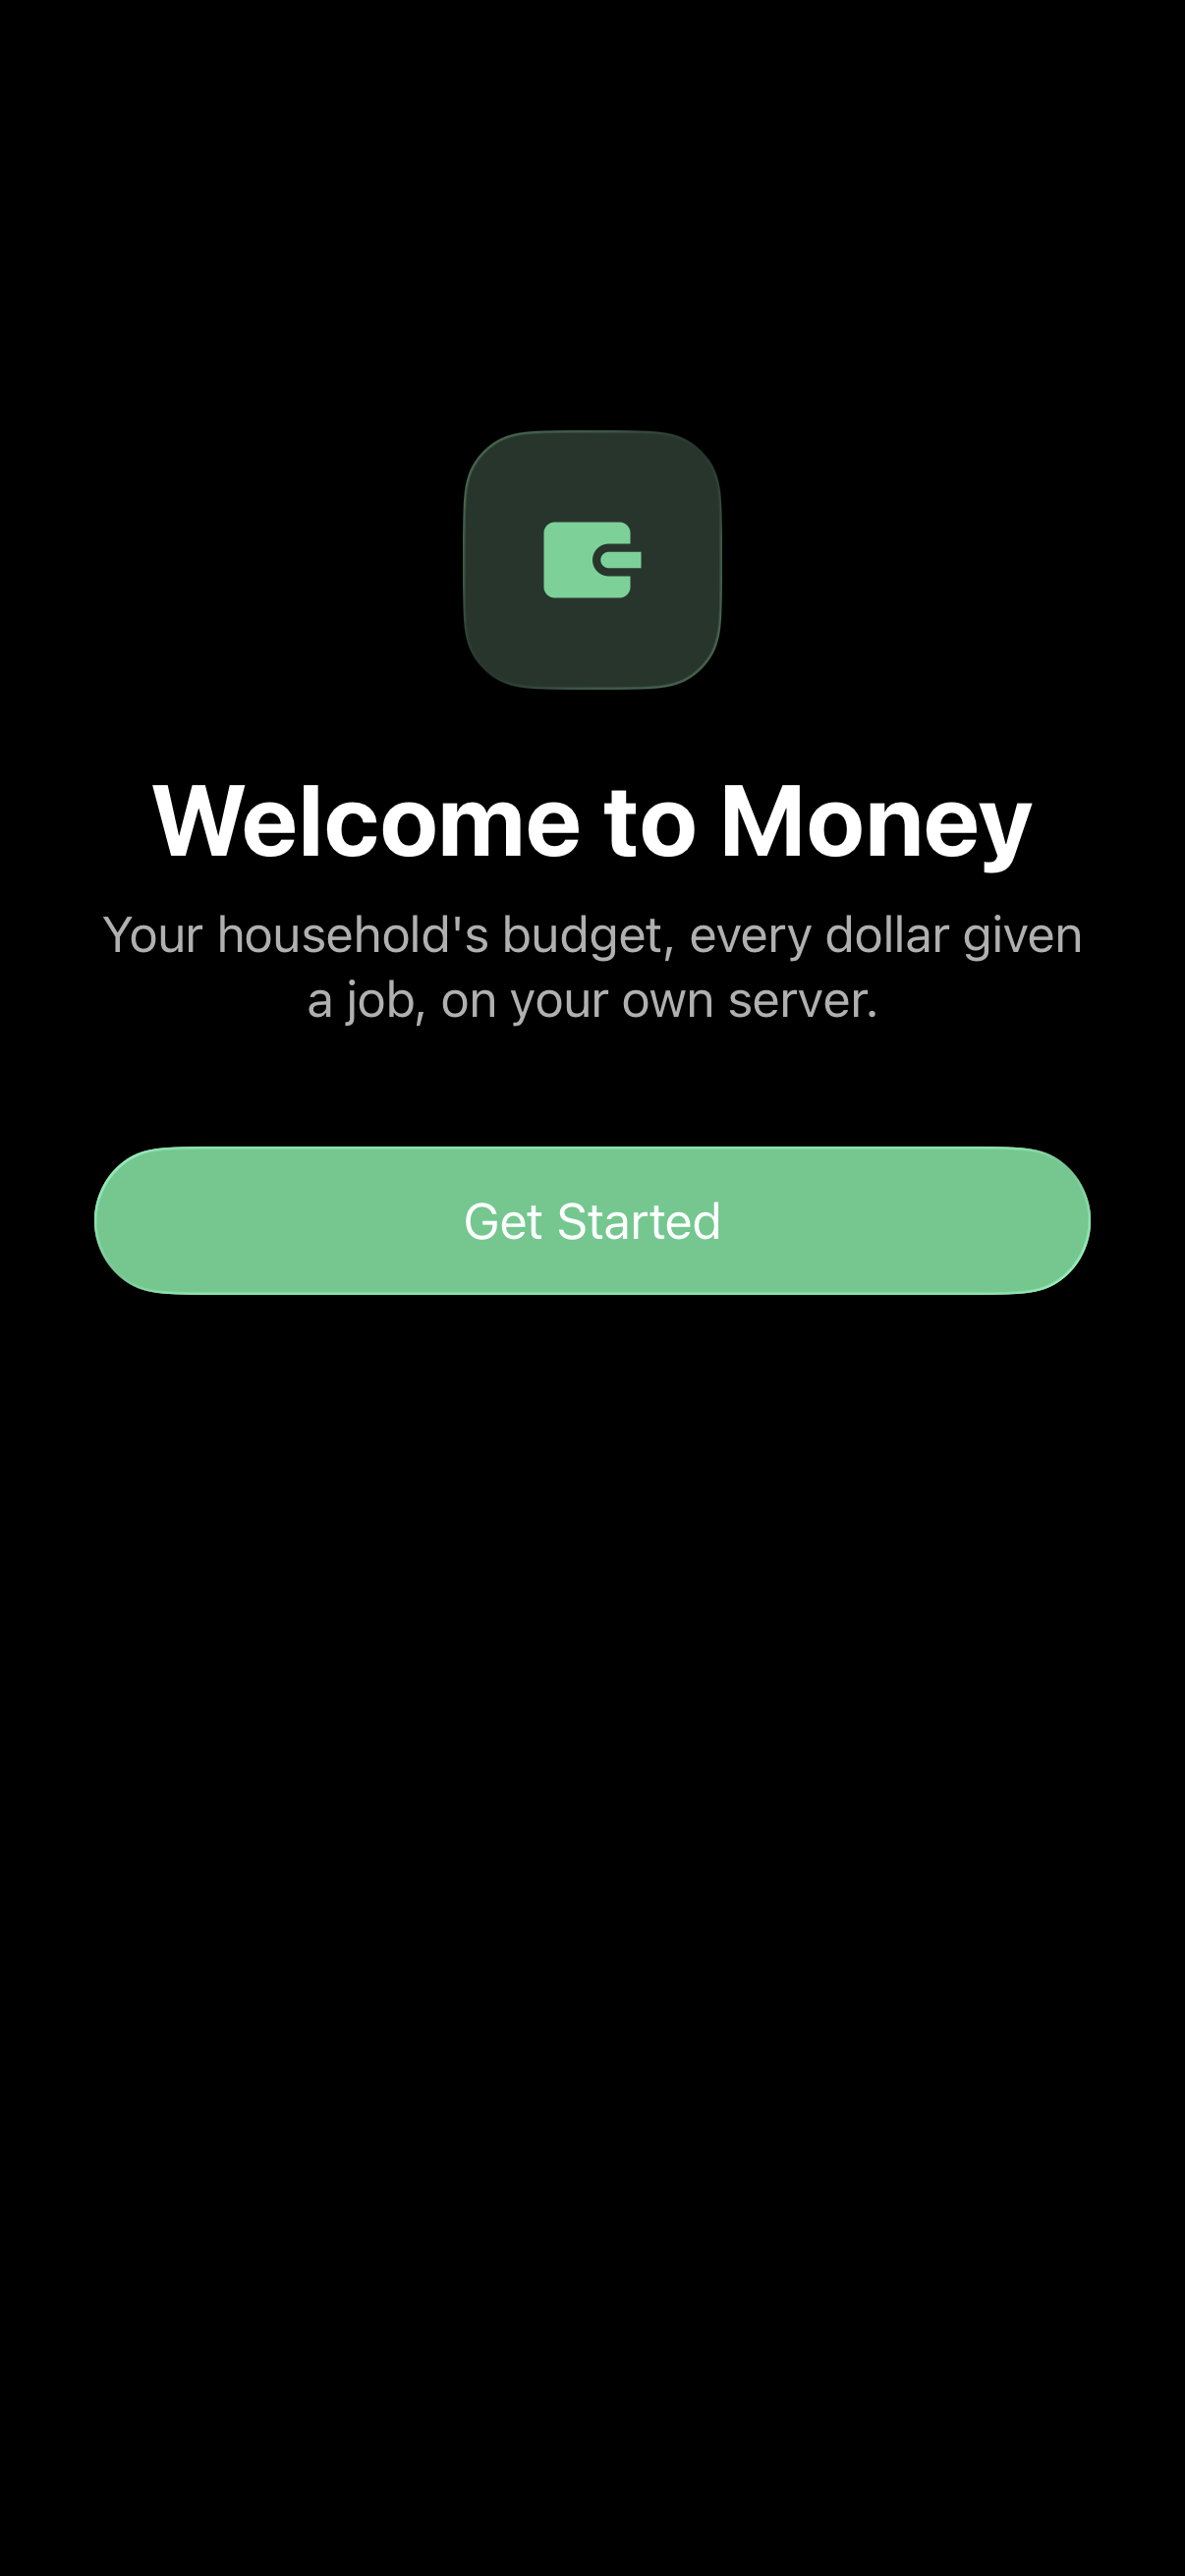 Welcome to Money
Your household's budget, every dollar given
a job, on your own server.
Get Started